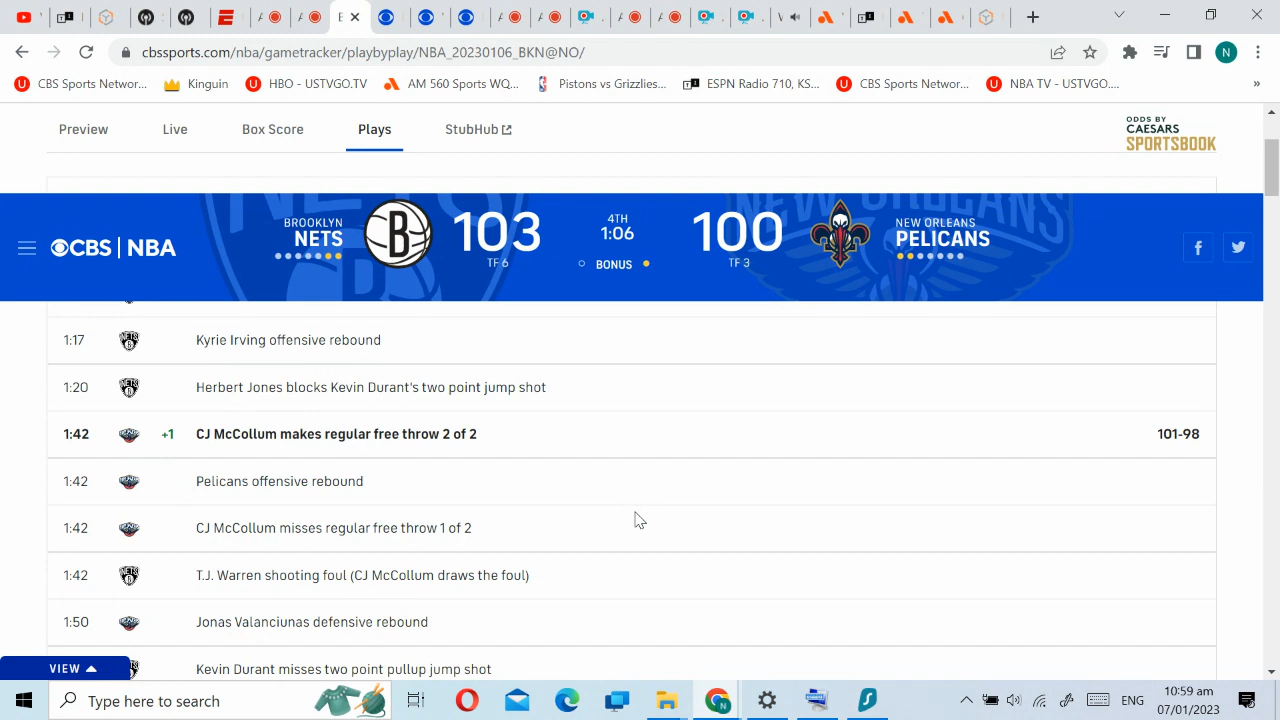 cbssports.com/nba/gametracker/playbyplay/NBA_20230106_BKN@NO/
N
CBS Sports Networ...
Kinguin
HBO - USTVGO.TV
AM 560 Sports WQ...
Pistons vs Grizzlies...
ESPN Radio 710, KS...
CBS Sports Networ...
NBA TV - USTVGO....
»
Preview
Live
Box Score
Plays
StubHub
ODDS BY
CAESARS
SPORTSBOOK
CBS | NBA
BROOKLYN
NETS
B
103
TF 6
4TH
1:06
BONUS
100
TF 3
NEW ORLEANS
PELICANS
1:17 Kyrie Irving offensive rebound
1:20 Herbert Jones blocks Kevin Durant's two point jump shot
1:42 +1 CJ McCollum makes regular free throw 2 of 2 101-98
1:42 Pelicans offensive rebound
1:42 CJ McCollum misses regular free throw 1 of 2
1:42 T.J. Warren shooting foul (CJ McCollum draws the foul)
1:50 Jonas Valanciunas defensive rebound
Kevin Durant misses two point pullup jump shot
VIEW
Type here to search
ENG
10:59 am
07/01/2023